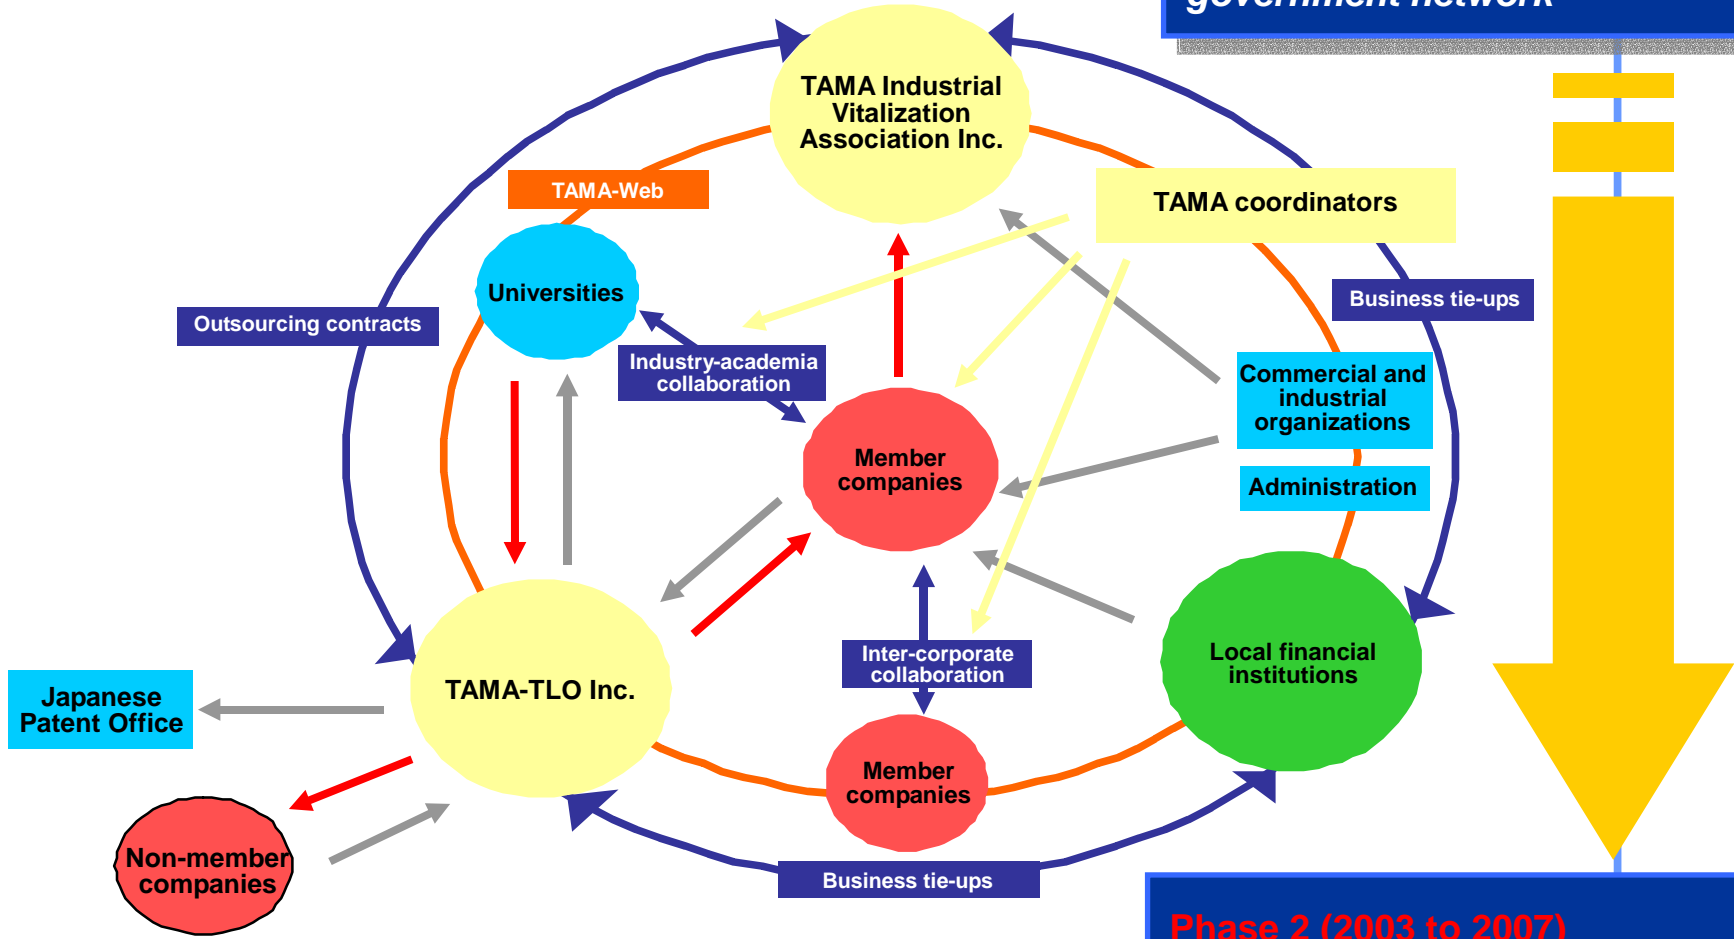 government network
TAMA Industrial
Vitalization
Association Inc.
TAMA-Web
TAMA coordinators
Universities
Business tie-ups
Outsourcing contracts
Industry-academia
collaboration
Commercial and
industrial
organizations
Member
companies
Administration
Inter-corporate
collaboration
Local financial
institutions
TAMA-TLO Inc.
Japanese
Patent Office
Member
companies
Non-member
companies
Business tie-ups
Phase 2 (2003 to 2007)